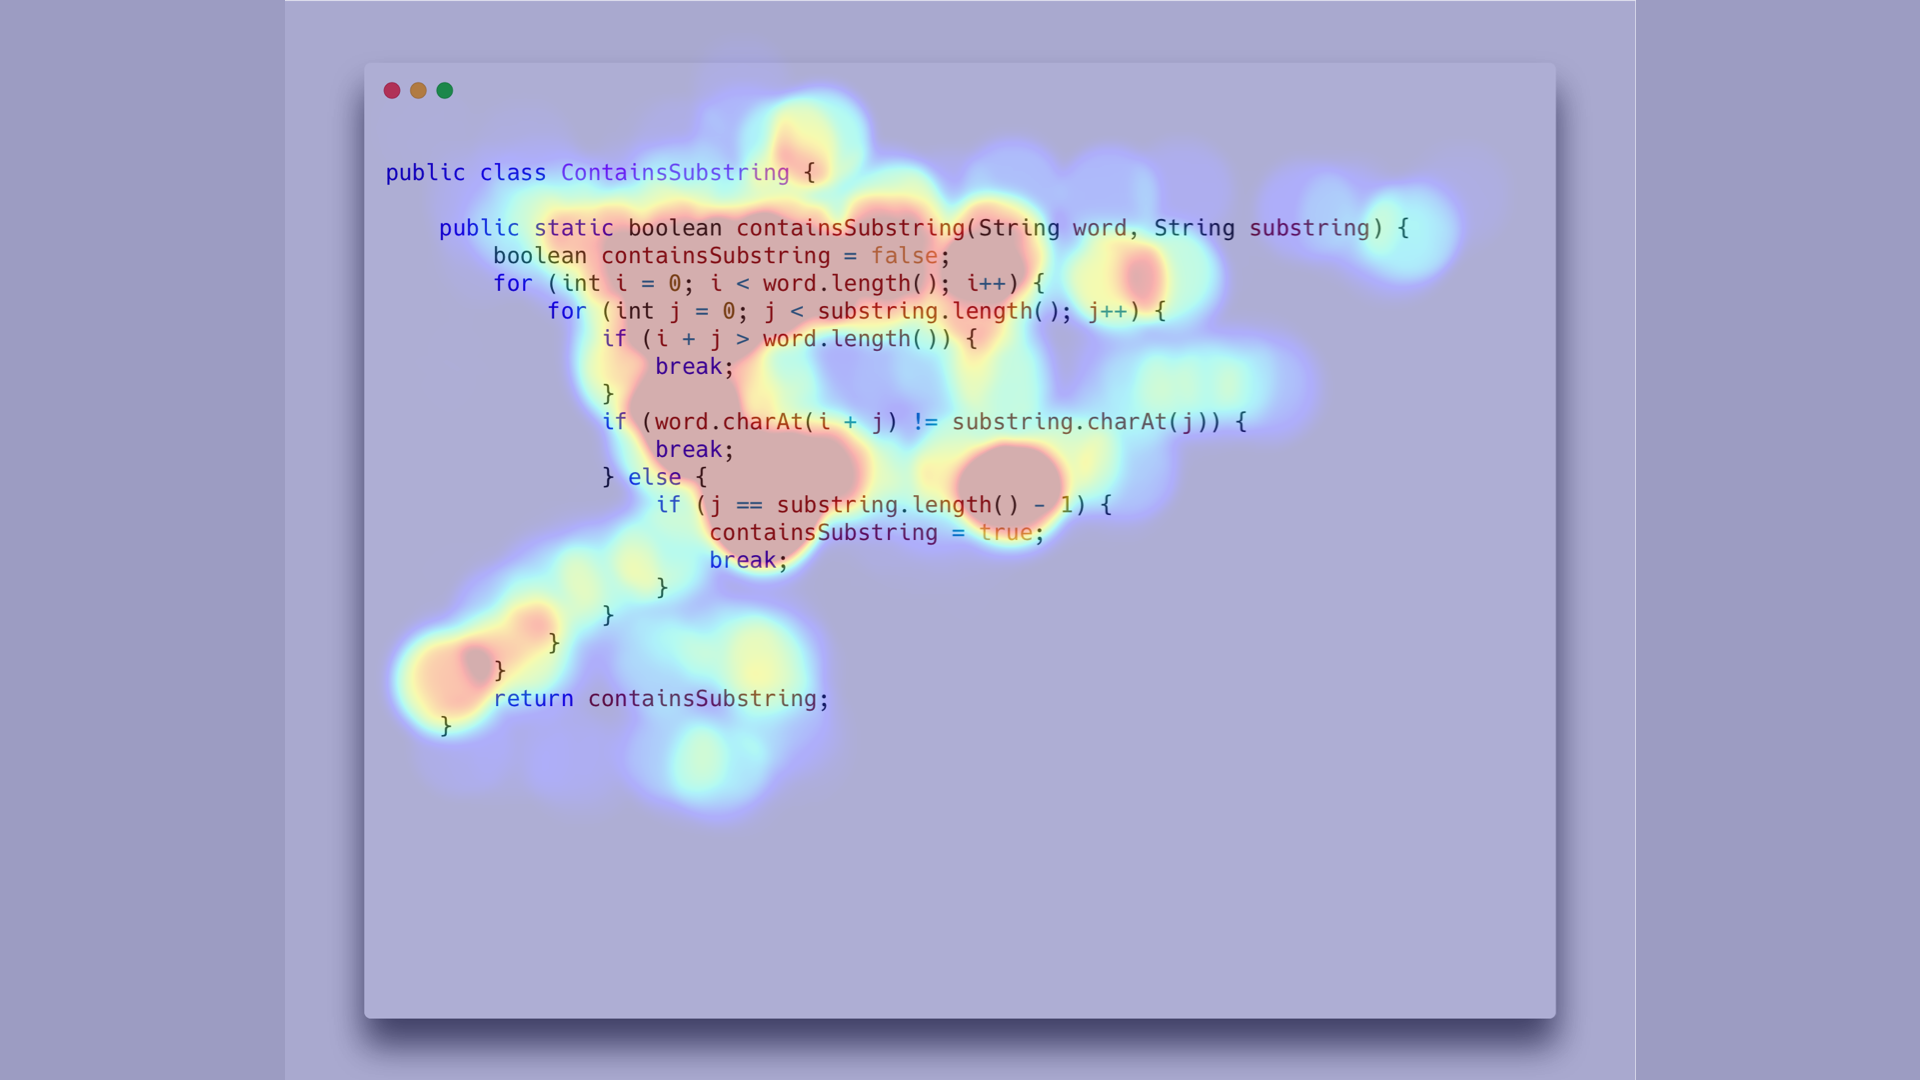 public class ContainsSubstring {
    public static boolean containsSubstring(String word, String substring) {
        boolean containsSubstring = false;
        for (int i = 0; i < word.length(); i++) {
            for (int j = 0; j < substring.length(); j++) {
                if (i + j > word.length()) {
                    break;
                }
                if (word.charAt(i + j) != substring.charAt(j)) {
                    break;
                } else {
                    if (j == substring.length() - 1) {
                        containsSubstring = true;
                        break;
                    }
                }
            }
        }
        return containsSubstring;
    }